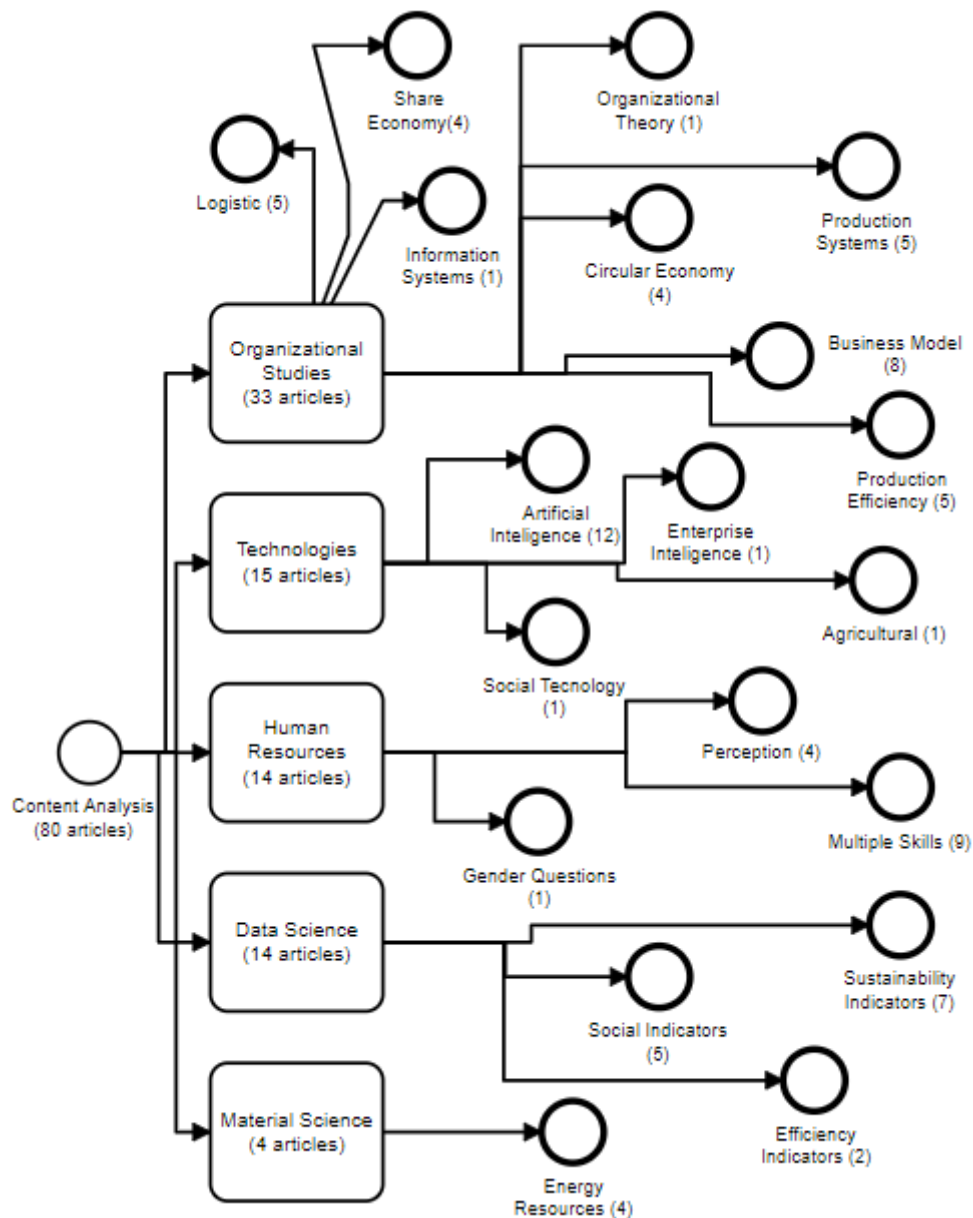 Share
Economy(4)
Organizational
Theory (1)
Logistic (5)
Information
Systems (1)
Circular Economy
(4)
Production
Systems (5)
Organizational
Studies
(33 articles)
Business Model
(8)
Production
Efficiency (5)
Technologies
(15 articles)
Artificial
Inteligence (12)
Enterprise
Inteligence (1)
Agricultural (1)
Social Tecnology
(1)
Content Analysis
(80 articles)
Human
Resources
(14 articles)
Perception (4)
Multiple Skills (9)
Gender Questions
(1)
Data Science
(14 articles)
Sustainability
Indicators (7)
Social Indicators
(5)
Efficiency
Indicators (2)
Material Science
(4 articles)
Energy
Resources (4)